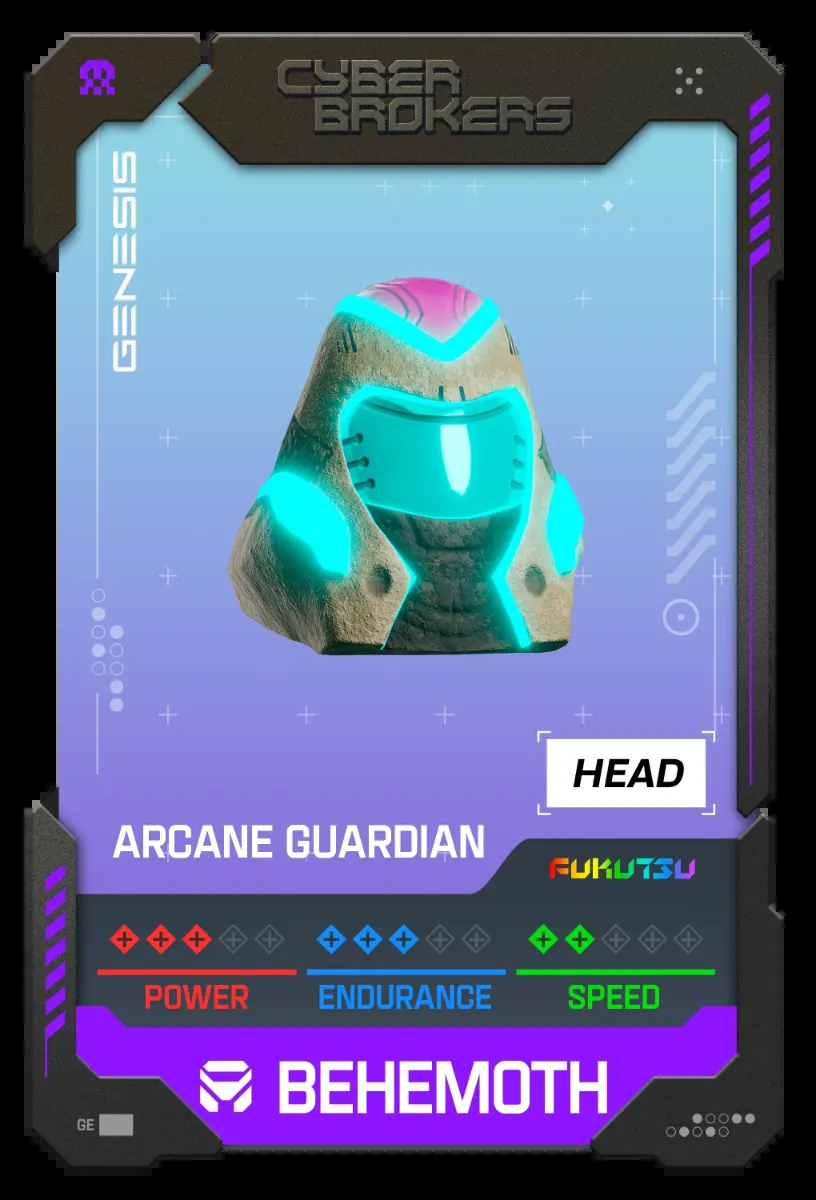 CYBER
BROKERS
GENESIS
HEAD
ARCANE GUARDIAN
FUKUTSU
POWER
ENDURANCE
SPEED
BEHEMOTH
GE